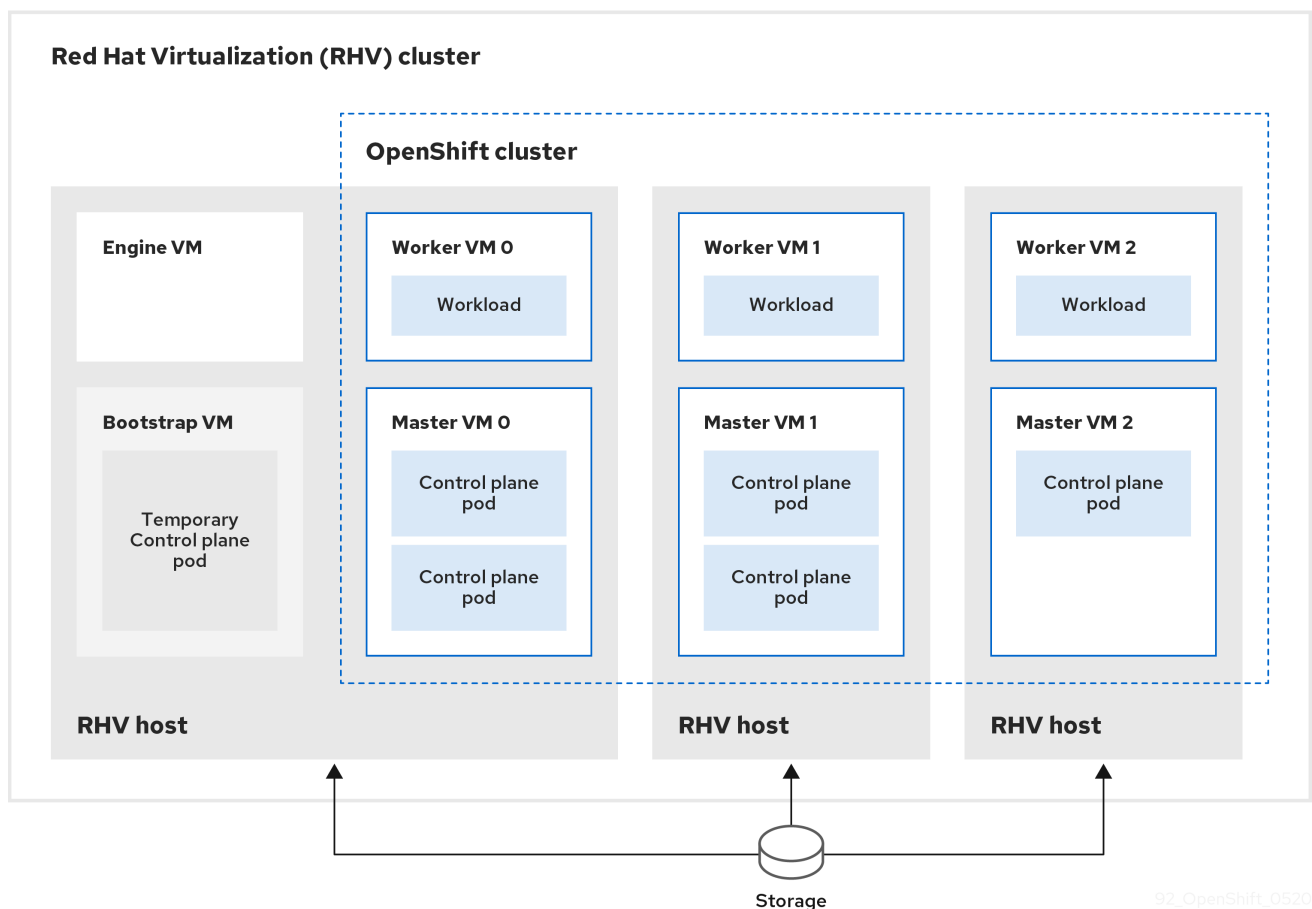 Red Hat Virtualization (RHV) cluster
OpenShift cluster
Engine VM
Bootstrap VM
Temporary
Control plane
pod
Worker VM 0
Workload
Master VM 0
Control plane
pod
Control plane
pod
RHV host
Worker VM 1
Workload
Master VM 1
Control plane
pod
Control plane
pod
RHV host
Worker VM 2
Workload
Master VM 2
Control plane
pod
RHV host
Storage
92_OpenShift_0520